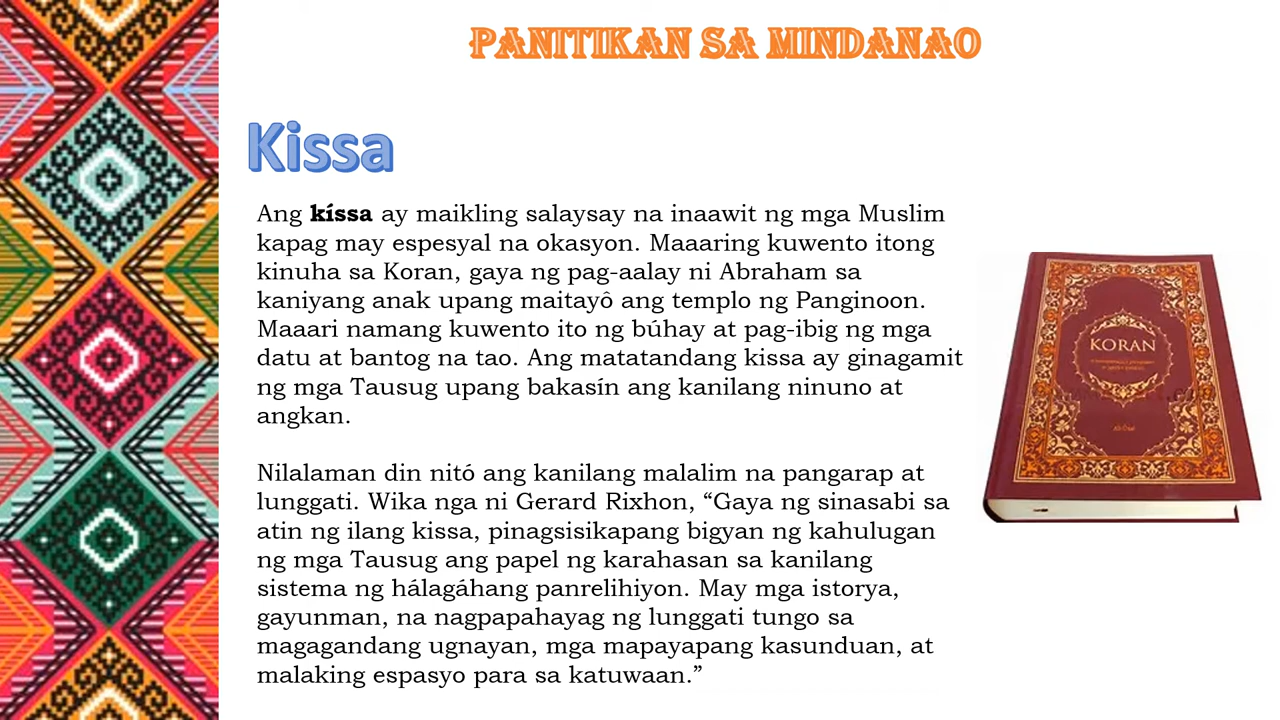 PANITIKAN SA MINDANAO
Kissa
Ang kíssa ay maikling salaysay na inaawit ng mga Muslim
kapag may espesyal na okasyon. Maaaring kuwento itong
kinuha sa Koran, gaya ng pag-aalay ni Abraham sa
kaniyang anak upang maitayô ang templo ng Panginoon.
Maaari namang kuwento ito ng búhay at pag-ibig ng mga
datu at bantog na tao. Ang matatandang kissa ay ginagamit
ng mga Tausug upang bakasín ang kanilang ninuno at
angkan.
Nilalaman din nitó ang kanilang malalim na pangarap at
lunggati. Wika nga ni Gerard Rixhon, “Gaya ng sinasabi sa
atin ng ilang kissa, pinagsisikapang bigyan ng kahulugan
ng mga Tausug ang papel ng karahasan sa kanilang
sistema ng hálagáhang panrelihiyon. May mga istorya,
gayunman, na nagpapahayag ng lunggati tungo sa
magagandang ugnayan, mga mapayapang kasunduan, at
malaking espasyo para sa katuwaan.”
KORAN